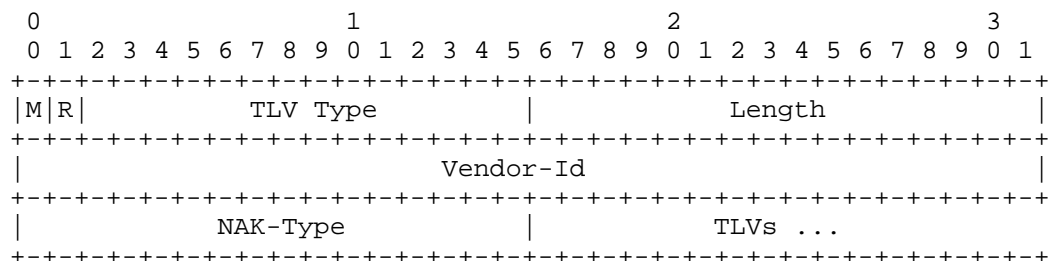 0                   1                   2                   3
 0 1 2 3 4 5 6 7 8 9 0 1 2 3 4 5 6 7 8 9 0 1 2 3 4 5 6 7 8 9 0 1
+-+-+-+-+-+-+-+-+-+-+-+-+-+-+-+-+-+-+-+-+-+-+-+-+-+-+-+-+-+-+-+-+
|M|R|          TLV Type         |            Length             |
+-+-+-+-+-+-+-+-+-+-+-+-+-+-+-+-+-+-+-+-+-+-+-+-+-+-+-+-+-+-+-+-+
|                          Vendor-Id                            |
+-+-+-+-+-+-+-+-+-+-+-+-+-+-+-+-+-+-+-+-+-+-+-+-+-+-+-+-+-+-+-+-+
|            NAK-Type           |           TLVs ...
+-+-+-+-+-+-+-+-+-+-+-+-+-+-+-+-+-+-+-+-+-+-+-+-+-+-+-+-+-+-+-+-+